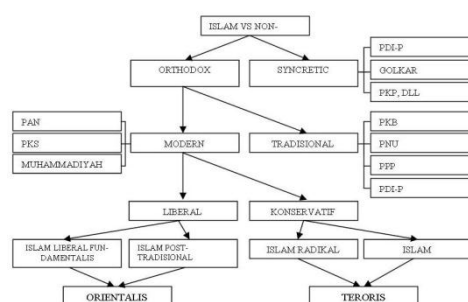 ISLAM VS NON-
ORTHODOX
SYNCRETIC
PDI-P
GOLKAR
PKP, DLL
PAN
PKS
MUHAMMADIYAH
MODERN
TRADISIONAL
PKB
PNU
PPP
PDI-P
LIBERAL
KONSERVATIF
ISLAM LIBERAL FUN-
DAMENTALIS
ISLAM POST-
TRADISIONAL
ISLAM RADIKAL
ISLAM
ORIENTALIS
TERORIS